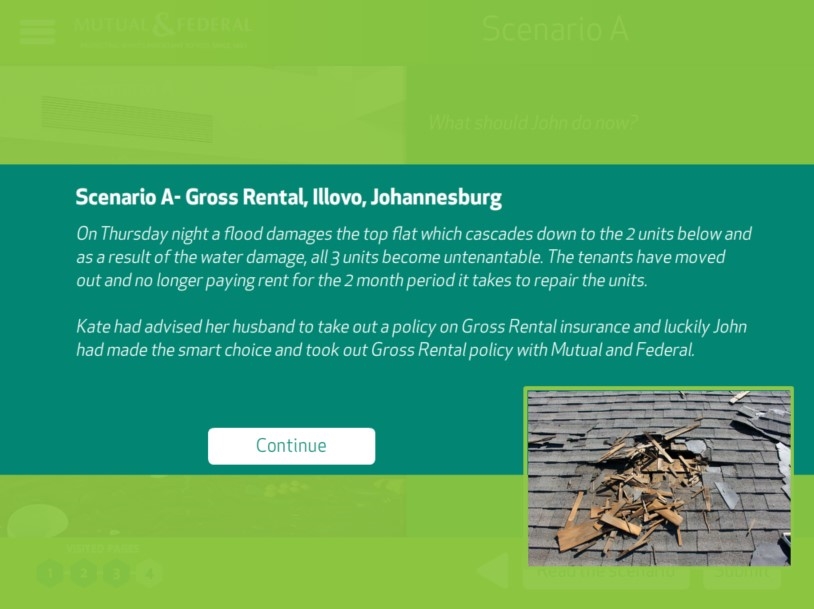 MUTUAL & FEDERAL
Scenario A
What should John do now?
Scenario A- Gross Rental, Illovo, Johannesburg
On Thursday night a flood damages the top flat which cascades down to the 2 units below and
as a result of the water damage, all 3 units become untenantable. The tenants have moved
out and no longer paying rent for the 2 month period it takes to repair the units.
Kate had advised her husband to take out a policy on Gross Rental insurance and luckily John
had made the smart choice and took out Gross Rental policy with Mutual and Federal.
Continue
1 2 3 4
Read the scenario